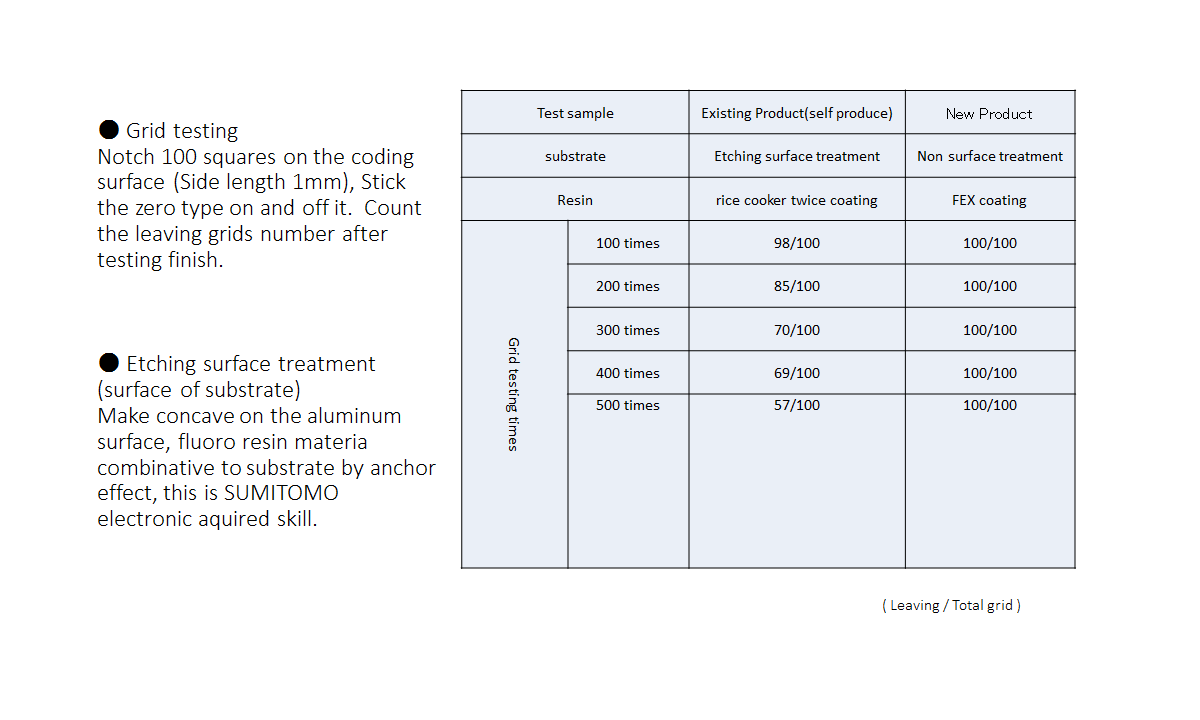 ● Grid testing
Notch 100 squares on the coding
surface (Side length 1mm), Stick
the zero type on and off it. Count
the leaving grids number after
testing finish.
● Etching surface treatment
(surface of substrate)
Make concave on the aluminum
surface, fluoro resin materia
combinative to substrate by anchor
effect, this is SUMITOMO
electronic aquired skill.
Test sample Existing Product(self produce) New Product
substrate Etching surface treatment Non surface treatment
Resin rice cooker twice coating FEX coating
Grid testing times
100 times 98/100 100/100
200 times 85/100 100/100
300 times 70/100 100/100
400 times 69/100 100/100
500 times 57/100 100/100
( Leaving / Total grid )